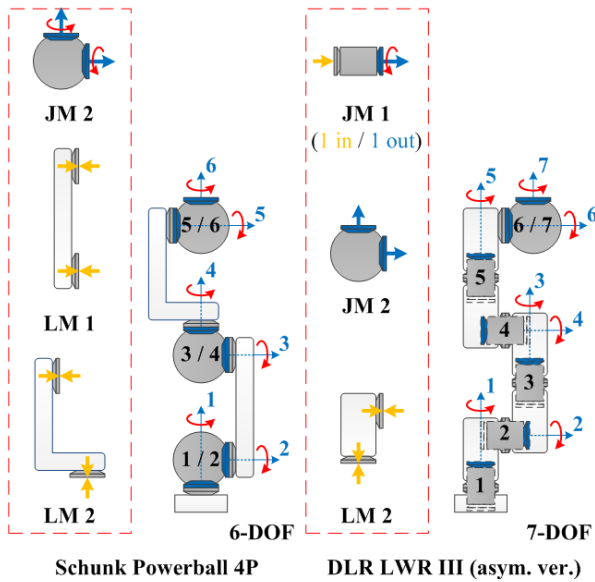 JM 2
LM 1
LM 2
6
5 / 6
5
4
3 / 4
3
1
1 / 2
2
6-DOF
Schunk Powerball 4P
JM 1
(1 in / 1 out)
JM 2
LM 2
5
7
6 / 7
6
5
3
4
4
3
1
2
2
1
7-DOF
DLR LWR III (asym. ver.)